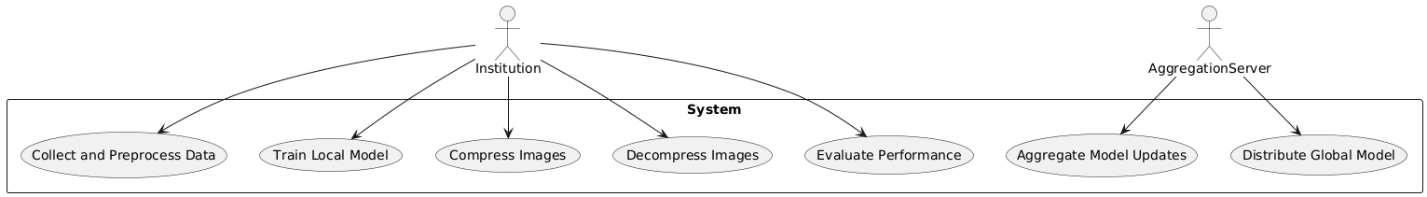 Institution
AggregationServer
System
Collect and Preprocess Data
Train Local Model
Compress Images
Decompress Images
Evaluate Performance
Aggregate Model Updates
Distribute Global Model